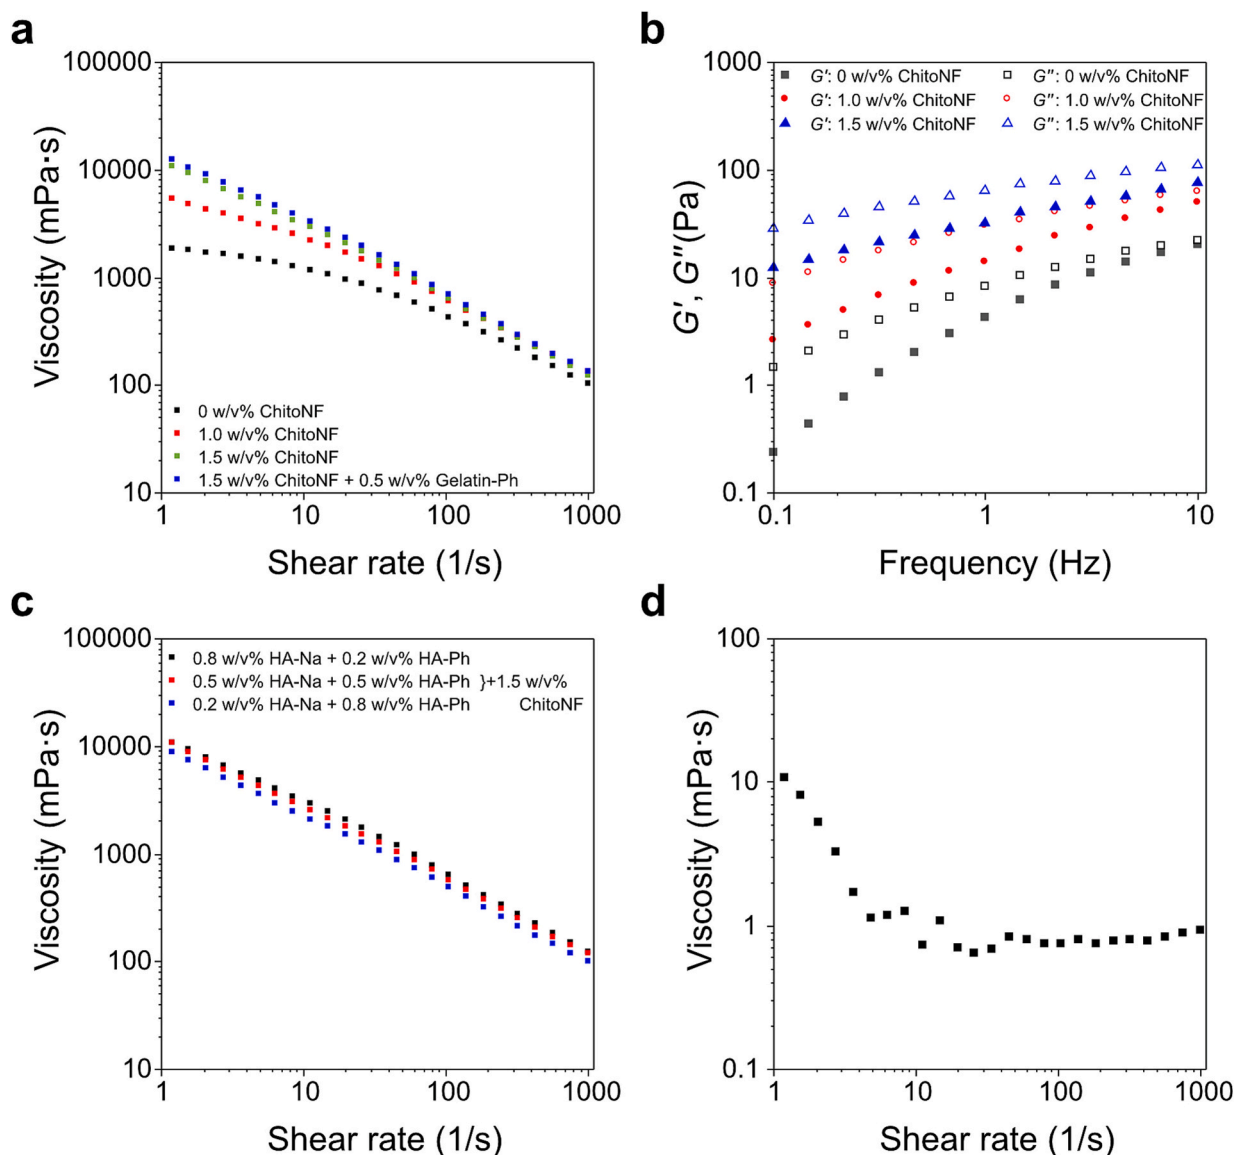 a
100000
10000
1000
100
10
Viscosity (mPa·s)
0 w/v% ChitoNF
1.0 w/v% ChitoNF
1.5 w/v% ChitoNF
1.5 w/v% ChitoNF + 0.5 w/v% Gelatin-Ph
1 10 100 1000
Shear rate (1/s)
b
1000
100
10
1
0.1
G′, G″(Pa)
G′: 0 w/v% ChitoNF G″: 0 w/v% ChitoNF
G′: 1.0 w/v% ChitoNF G″: 1.0 w/v% ChitoNF
G′: 1.5 w/v% ChitoNF G″: 1.5 w/v% ChitoNF
0.1 1 10
Frequency (Hz)
c
100000
10000
1000
100
10
Viscosity (mPa·s)
0.8 w/v% HA-Na + 0.2 w/v% HA-Ph
0.5 w/v% HA-Na + 0.5 w/v% HA-Ph }+1.5 w/v%
0.2 w/v% HA-Na + 0.8 w/v% HA-Ph ChitoNF
1 10 100 1000
Shear rate (1/s)
d
100
10
1
0.1
Viscosity (mPa·s)
1 10 100 1000
Shear rate (1/s)